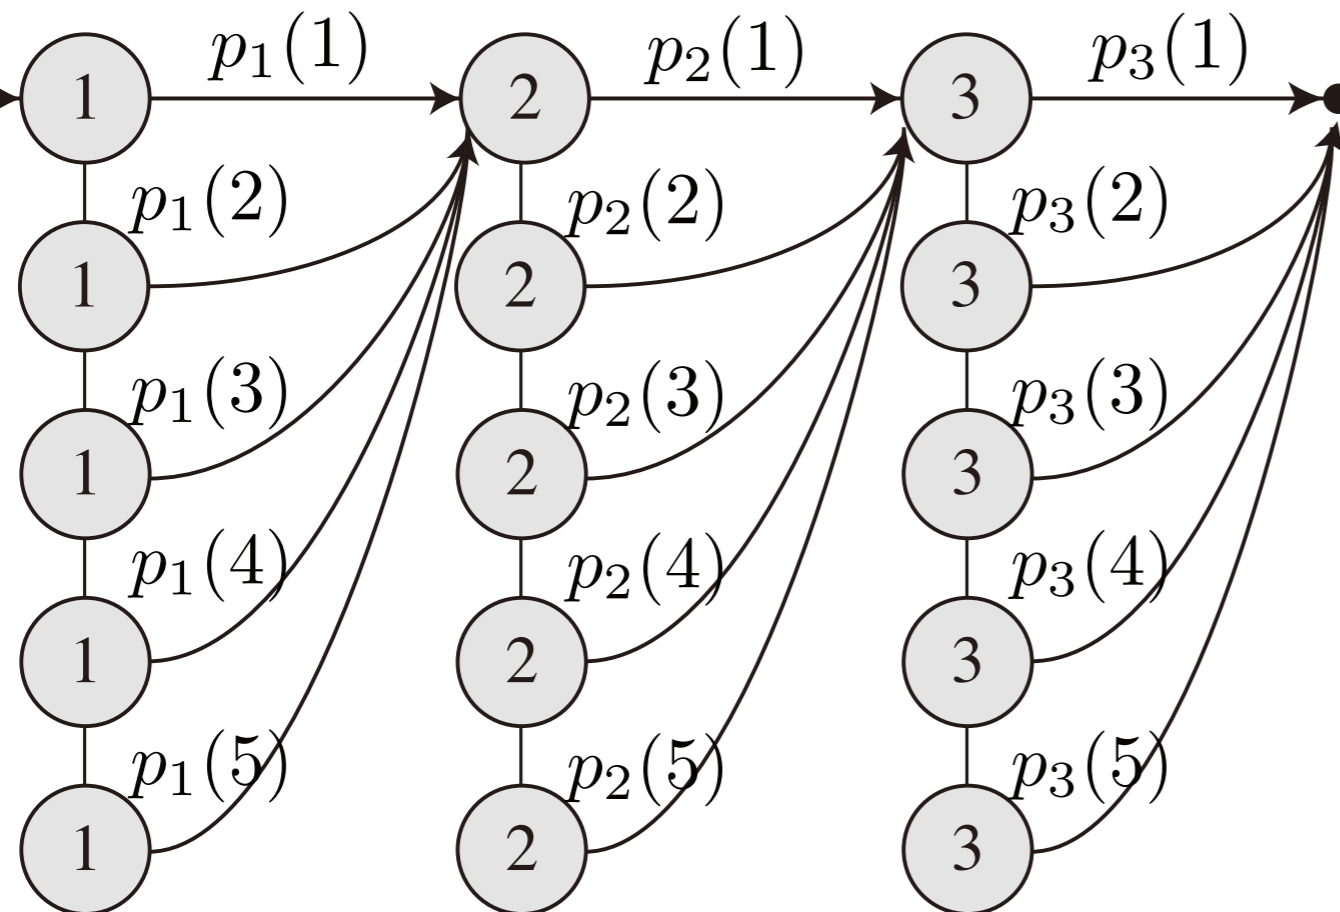 p₁(1) p₂(1) p₃(1)
1 2 3
p₁(2) p₂(2) p₃(2)
1 2 3
p₁(3) p₂(3) p₃(3)
1 2 3
p₁(4) p₂(4) p₃(4)
1 2 3
p₁(5) p₂(5) p₃(5)
1 2 3